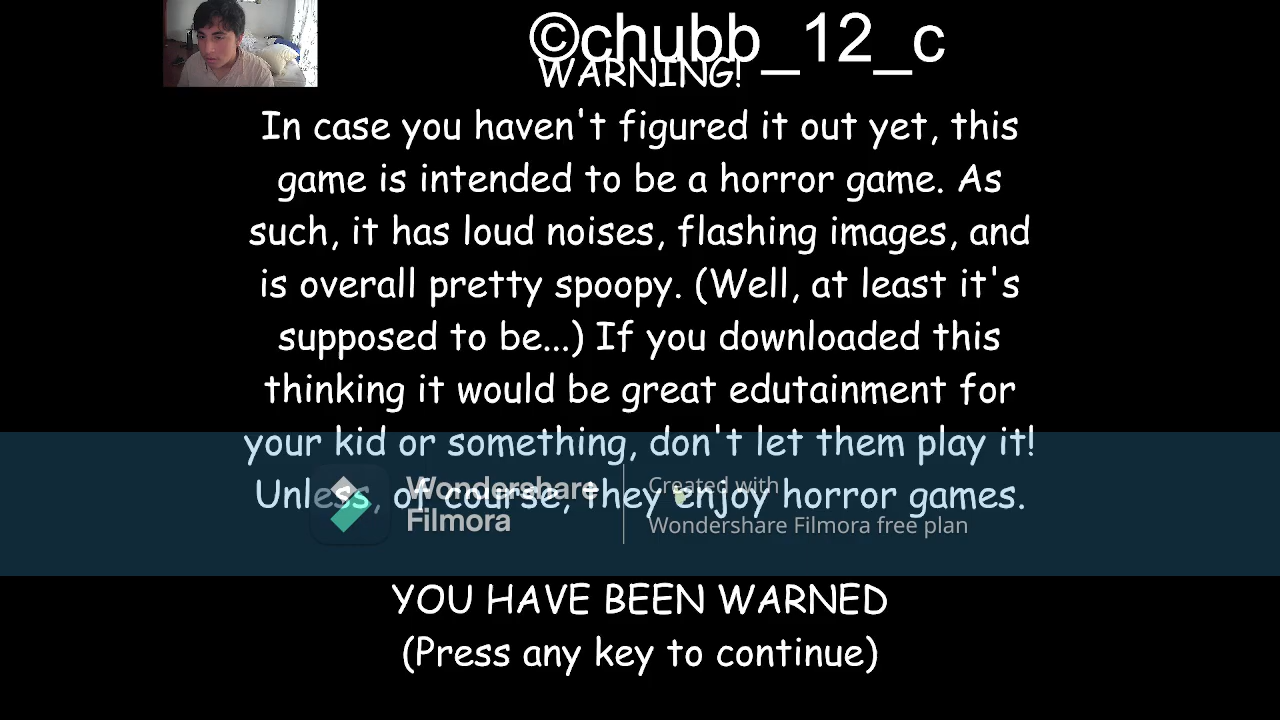 ©chubb_12_c
WARNING!
In case you haven't figured it out yet, this
game is intended to be a horror game. As
such, it has loud noises, flashing images, and
is overall pretty spoopy. (Well, at least it's
supposed to be...) If you downloaded this
thinking it would be great edutainment for
your kid or something, don't let them play it!
Unless, of course, they enjoy horror games.
Wondershare
Filmora
Created with
Wondershare Filmora free plan
YOU HAVE BEEN WARNED
(Press any key to continue)